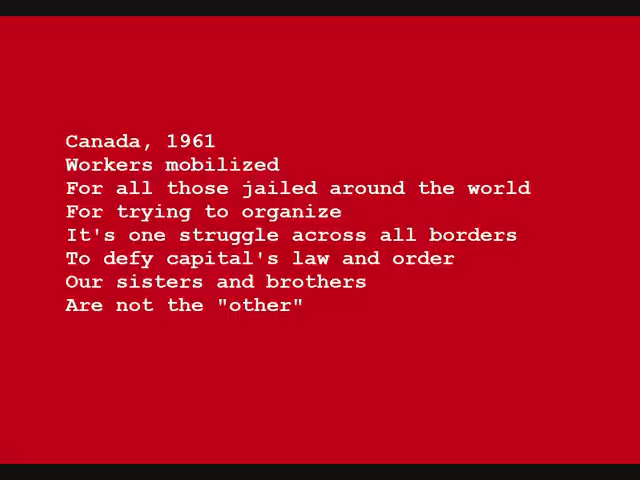 Canada, 1961
Workers mobilized
For all those jailed around the world
For trying to organize
It's one struggle across all borders
To defy capital's law and order
Our sisters and brothers
Are not the "other"